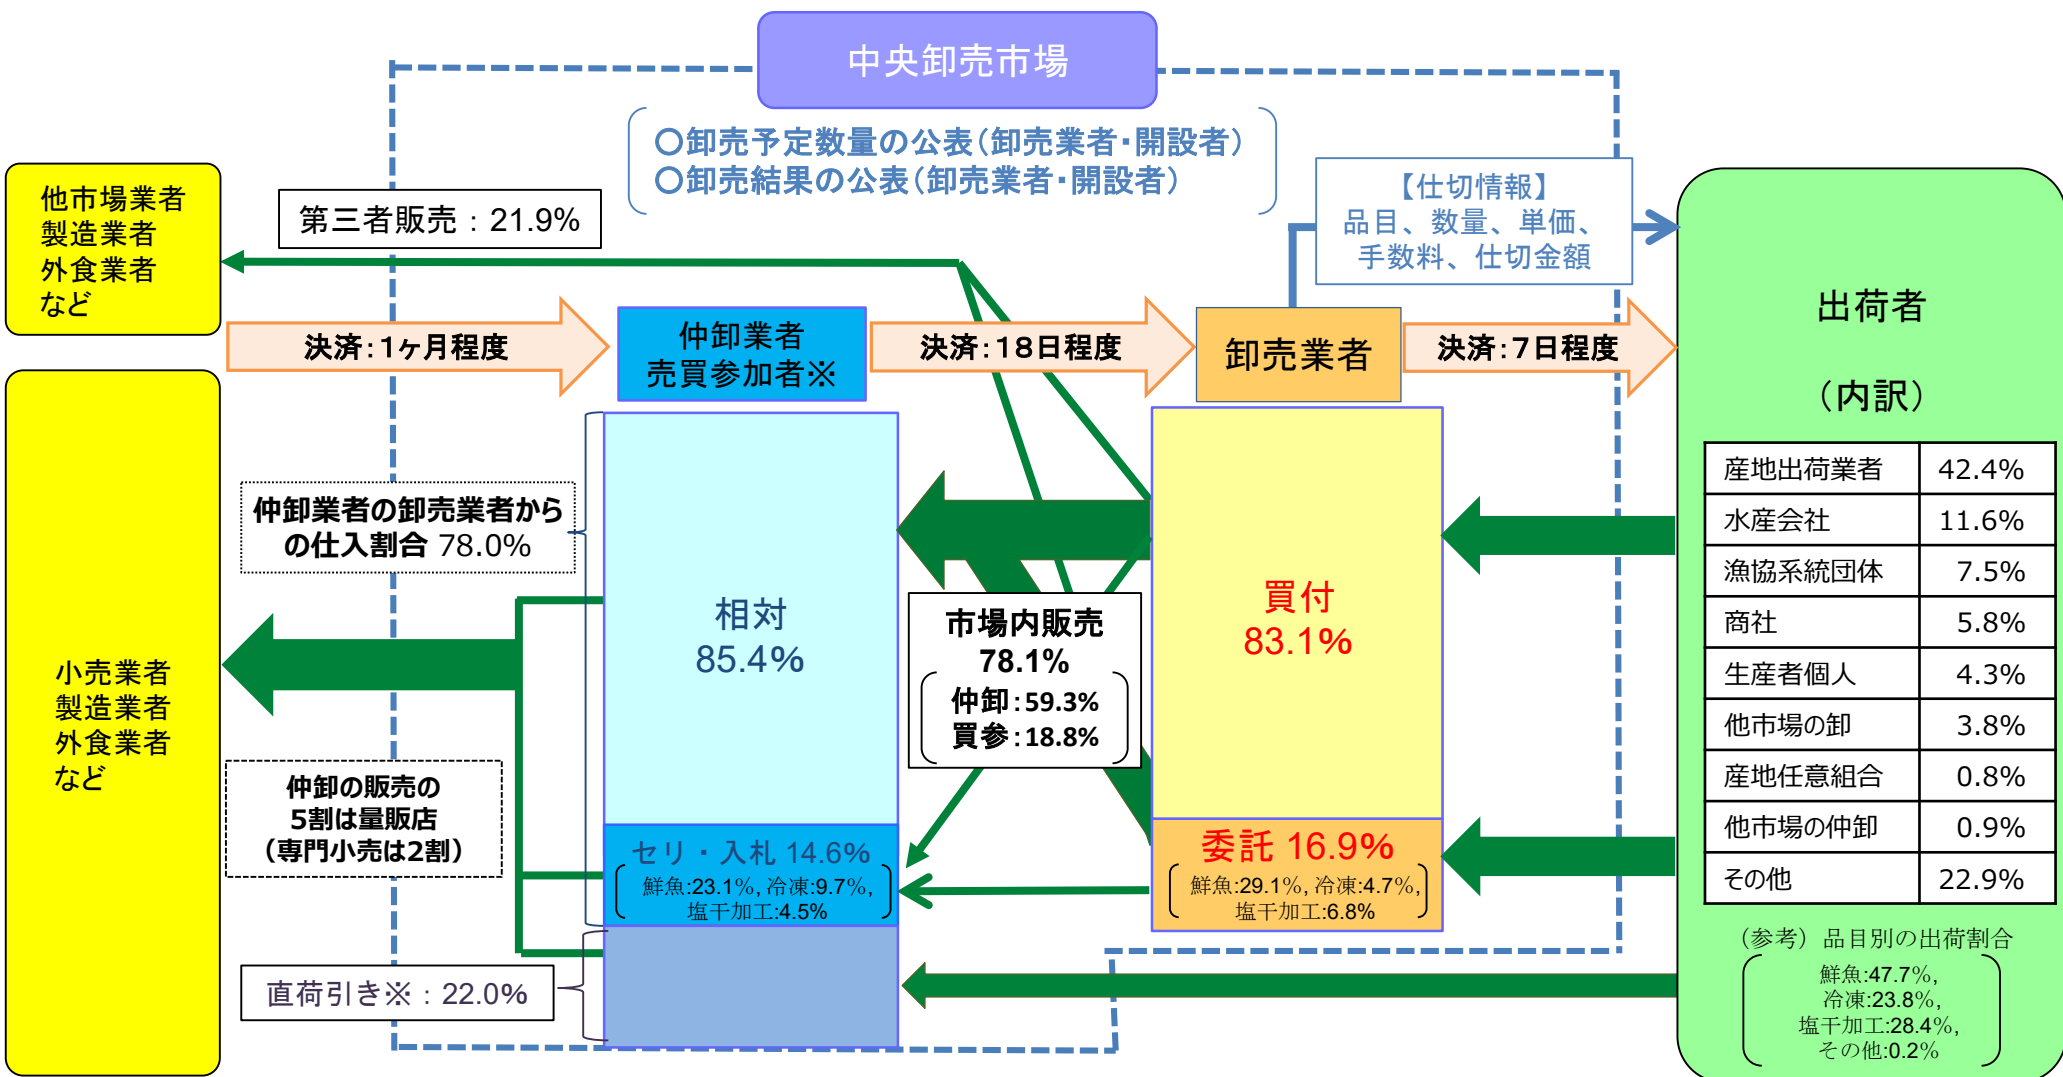 中央卸売市場
〇卸売予定数量の公表（卸売業者・開設者）
〇卸売結果の公表（卸売業者・開設者）
他市場業者
製造業者
外食業者
など
第三者販売：21.9%
【仕切情報】
品目、数量、単価、
手数料、仕切金額
決済：1ヶ月程度
仲卸業者
売買参加者※
決済：18日程度
卸売業者
決済：7日程度
出荷者
（内訳）
産地出荷業者 42.4%
水産会社 11.6%
漁協系統団体 7.5%
商社 5.8%
生産者個人 4.3%
他市場の卸 3.8%
産地任意組合 0.8%
他市場の仲卸 0.9%
その他 22.9%
（参考）品目別の出荷割合
鮮魚:47.7%,
冷凍:23.8%,
塩干加工:28.4%,
その他:0.2%
仲卸業者の卸売業者から
の仕入割合 78.0%
相対
85.4%
市場内販売
78.1%
仲卸：59.3%
買参：18.8%
買付
83.1%
小売業者
製造業者
外食業者
など
仲卸の販売の
5割は量販店
（専門小売は2割）
セリ・入札 14.6%
鮮魚:23.1%, 冷凍:9.7%,
塩干加工:4.5%
委託 16.9%
鮮魚:29.1%, 冷凍:4.7%,
塩干加工:6.8%
直荷引き※：22.0%